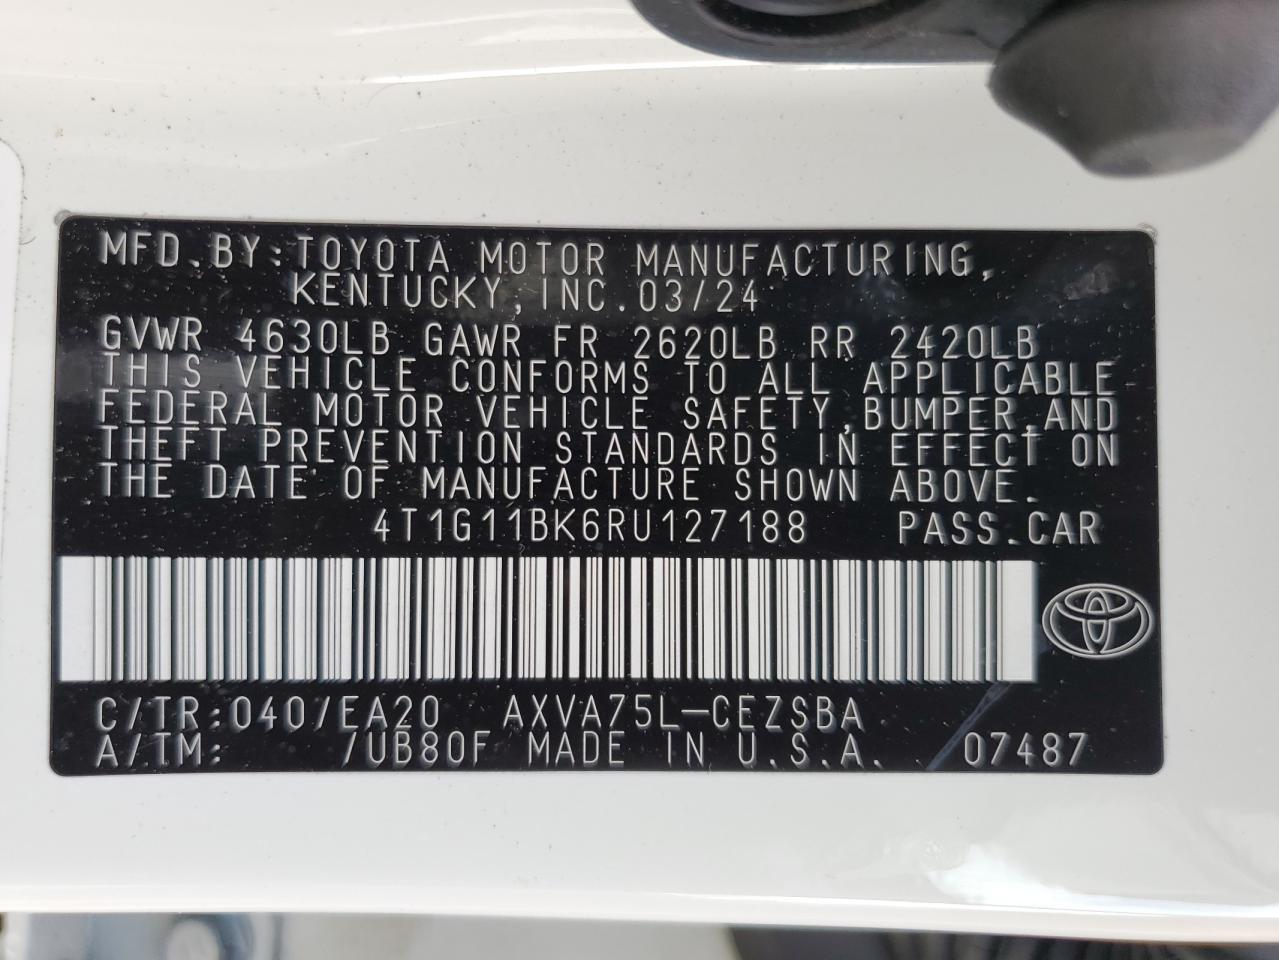 MFD.BY:TOYOTA MOTOR MANUFACTURING,
KENTUCKY,INC.03/24
GVWR 4630LB GAWR FR 2620LB RR 2420LB
THIS VEHICLE CONFORMS TO ALL APPLICABLE
FEDERAL MOTOR VEHICLE SAFETY,BUMPER,AND
THEFT PREVENTION STANDARDS IN EFFECT ON
THE DATE OF MANUFACTURE SHOWN ABOVE.
4T1G11BK6RU127188 PASS.CAR
C/TR:040/EA20 AXVA75L-CEZSBA
A/TM: /UB80F MADE IN U.S.A. 07487